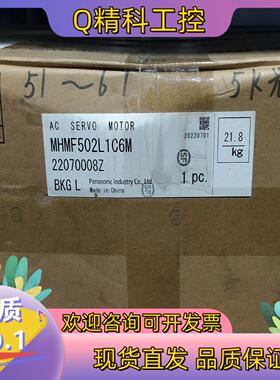 Q精科工控
51~61
5K
AC SERVO MOTOR
20220701
MHMF502L1C6M
22070008Z
21.8
kg
BKG L
Panasonic Industry Co.,Ltd.
Made in China
1 pc.
质
0.1
欢迎咨询可开发票
现货直发 品质保证